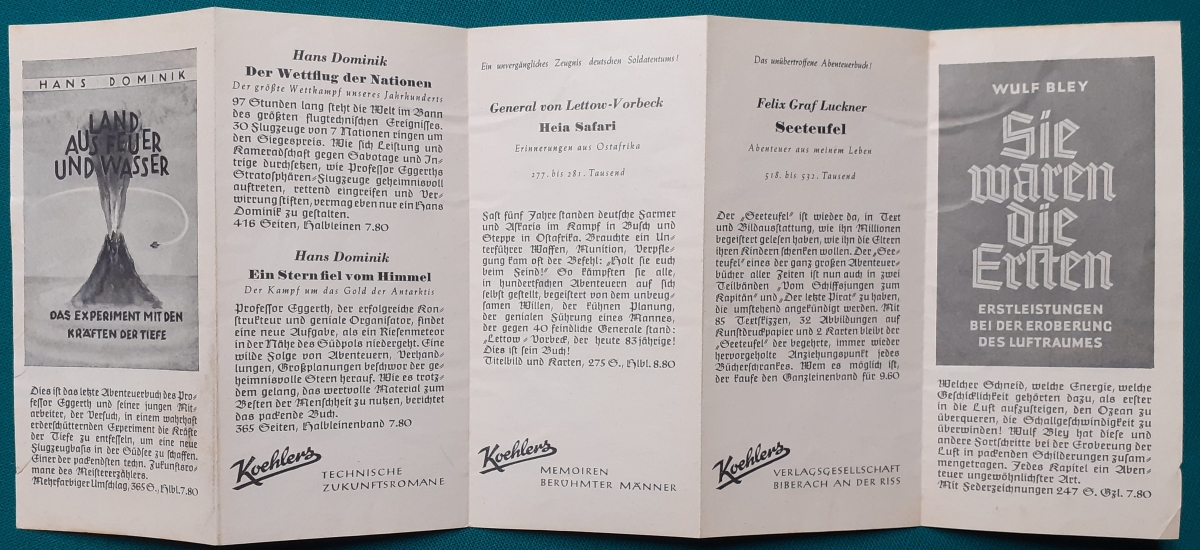 HANS DOMINIK
LAND
AUS FEUER
UND WASSER
DAS EXPERIMENT MIT DEN
KRÄFTEN DER TIEFE
Dies ist das letzte Abenteuerbuch des Pro-
fessor Eggerth und seiner jungen Mit-
arbeiter, der Versuch, in einem wahrhaft
erderschütternden Experiment die Kräfte
der Tiefe zu entfesseln, um eine neue
Flugzeugbasis in der Südsee zu schaffen.
Einer der packendsten techn. Zukunftsro-
mane des Meistererzählers.
Mehrfarbiger Umschlag, 365 S., Hlbl. 7.80
Hans Dominik
Der Wettflug der Nationen
Der größte Wettkampf unseres Jahrhunderts
97 Stunden lang steht die Welt im Bann
des größten flugtechnischen Ereignisses.
30 Flugzeuge von 7 Nationen ringen um
den Siegespreis. Wie sich Leistung und
Kameradschaft gegen Sabotage und In-
trige durchsetzen, wie Professor Eggerths
Stratosphären-Flugzeuge geheimnisvoll
auftreten, rettend eingreifen und Ver-
wirrung stiften, vermag eben nur ein Hans
Dominik zu gestalten.
416 Seiten, Halbleinen 7.80
Hans Dominik
Ein Stern fiel vom Himmel
Der Kampf um das Gold der Antarktis
Professor Eggerth, der erfolgreiche Kon-
strukteur und geniale Organisator, findet
eine neue Aufgabe, als ein Riesenmeteor
in der Nähe des Südpols niedergeht. Eine
wilde Folge von Abenteuern, Verhand-
lungen, Großplanungen beschwor der ge-
heimnisvolle Stern herauf. Wie es trotz-
dem gelang, das wertvolle Material zum
Besten der Menschheit zu nutzen, berichtet
das packende Buch.
365 Seiten, Halbleinenband 7.80
Koehlers
TECHNISCHE
ZUKUNFTSROMANE
Ein unvergängliches Zeugnis deutschen Soldatentums!
General von Lettow-Vorbeck
Heia Safari
Erinnerungen aus Ostafrika
277. bis 281. Tausend
Fast fünf Jahre standen deutsche Farmer
und Askaris im Kampf in Busch und
Steppe in Ostafrika. Brauchte ein Un-
terführer Waffen, Munition, Verpfle-
gung kam oft der Befehl: „Holt sie euch
beim Feind!“ So kämpften sie alle,
in hundertfachen Abenteuern auf sich
selbst gestellt, begeistert von dem unbeug-
samen Willen, der kühnen Planung,
der genialen Führung eines Mannes,
der gegen 40 feindliche Generale stand:
„Lettow-Vorbeck, der heute 83jährige!
Dies ist sein Buch!
Titelbild und Karten, 275 S., Hlbl. 8.80
Koehlers
MEMOIREN
BERÜHMTER MÄNNER
Das unübertroffene Abenteuerbuch!
Felix Graf Luckner
Seeteufel
Abenteuer aus meinem Leben
518. bis 532. Tausend
Der „Seeteufel“ ist wieder da, in Text
und Bildausstattung, wie ihn Millionen
begeistert gelesen haben, wie ihn die Eltern
ihren Kindern schenken wollen. Der „See-
teufel“ eines der ganz großen Abenteuer-
bücher aller Zeiten ist nun auch in zwei
Teilbänden „Vom Schiffsjungen zum
Kapitän“ und „Der letzte Pirat“ zu haben,
die umstehend angekündigt werden. Mit
85 Textskizzen, 32 Abbildungen auf
Kunstdruckpapier und 2 Karten bleibt der
„Seeteufel“ der begehrte, immer wieder
hervorgeholte Anziehungspunkt jedes
Bücherschrankes. Wem es möglich ist,
der kaufe den Ganzleinenband für 9.60
Koehlers
VERLAGSGESELLSCHAFT
BIBERACH AN DER RISS
WULF BLEY
Sie
waren
die
Ersten
ERSTLEISTUNGEN
BEI DER EROBERUNG
DES LUFTRAUMES
Welcher Schneid, welche Energie, welche
Geschicklichkeit gehörten dazu, als erster
in die Luft aufzusteigen, den Ozean zu
überqueren, die Schallgeschwindigkeit zu
überwinden! Wulf Bley hat diese und
andere Fortschritte bei der Eroberung der
Luft in packenden Schilderungen zusam-
mengetragen. Jedes Kapitel ein Aben-
teuer ungewöhnlichster Art.
Mit Federzeichnungen 247 S. Gzl. 7.80